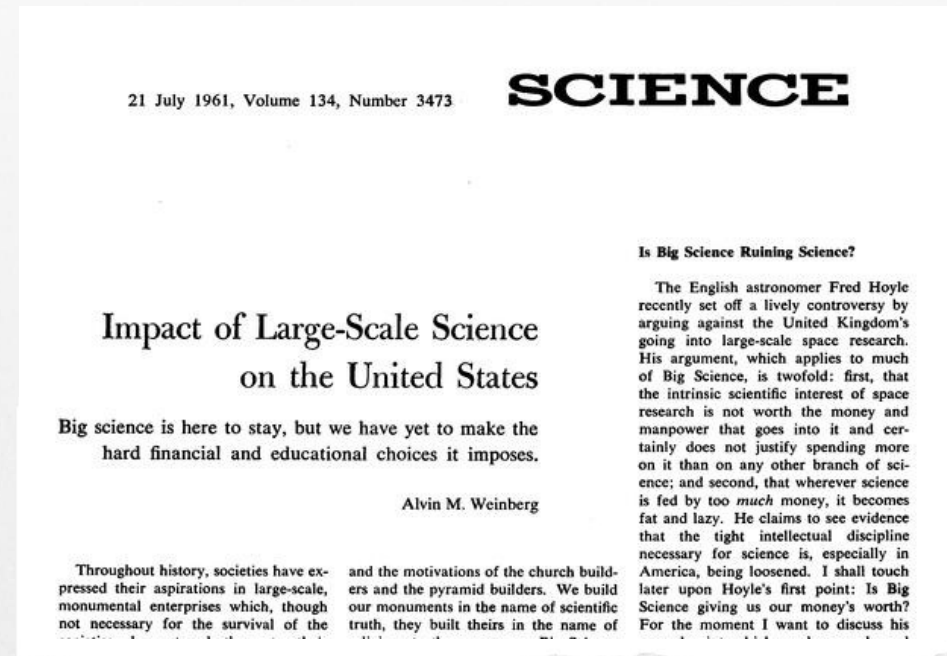 21 July 1961, Volume 134, Number 3473
SCIENCE
Impact of Large-Scale Science
on the United States
Big science is here to stay, but we have yet to make the
hard financial and educational choices it imposes.
Alvin M. Weinberg
Throughout history, societies have ex-
pressed their aspirations in large-scale,
monumental enterprises which, though
not necessary for the survival of the
and the motivations of the church build-
ers and the pyramid builders. We build
our monuments in the name of scientific
truth, they built theirs in the name of
Is Big Science Ruining Science?
The English astronomer Fred Hoyle
recently set off a lively controversy by
arguing against the United Kingdom's
going into large-scale space research.
His argument, which applies to much
of Big Science, is twofold: first, that
the intrinsic scientific interest of space
research is not worth the money and
manpower that goes into it and cer-
tainly does not justify spending more
on it than on any other branch of sci-
ence; and second, that wherever science
is fed by too much money, it becomes
fat and lazy. He claims to see evidence
that the tight intellectual discipline
necessary for science is, especially in
America, being loosened. I shall touch
later upon Hoyle's first point: Is Big
Science giving us our money's worth?
For the moment I want to discuss his